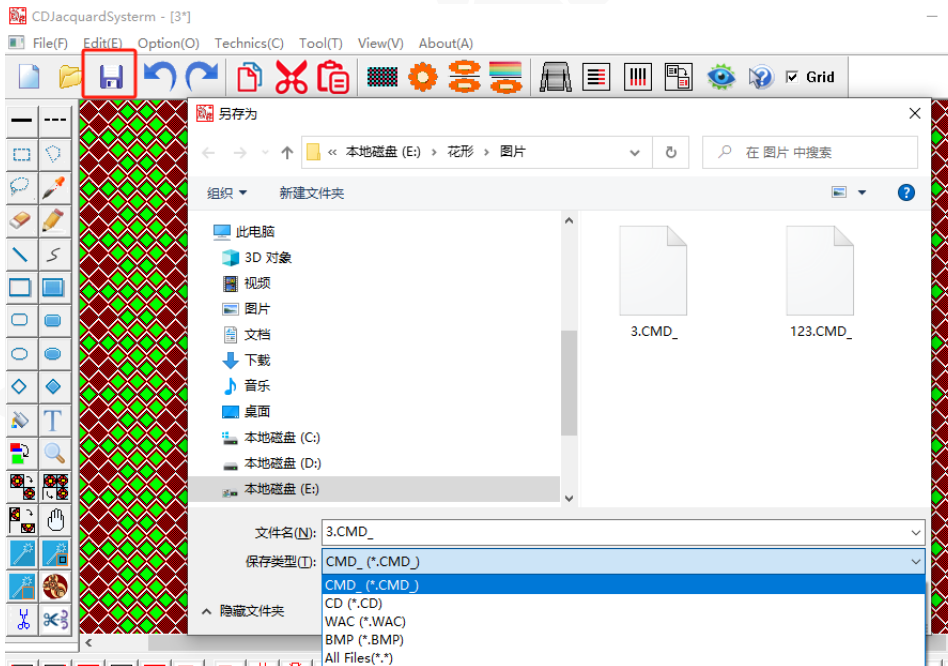 CDJacquardSysterm - [3*]
File(F) Edit(E) Option(O) Technics(C) Tool(T) View(V) About(A)
Grid
另存为
« 本地磁盘 (E:) › 花形 › 图片
在 图片 中搜索
组织 新建文件夹
此电脑
3D 对象
视频
图片
文档
下载
音乐
桌面
本地磁盘 (C:)
本地磁盘 (D:)
本地磁盘 (E:)
3.CMD_
123.CMD_
文件名(N): 3.CMD_
保存类型(T): CMD_ (*.CMD_)
CMD_ (*.CMD_)
CD (*.CD)
WAC (*.WAC)
BMP (*.BMP)
All Files(*.*)
隐藏文件夹
T